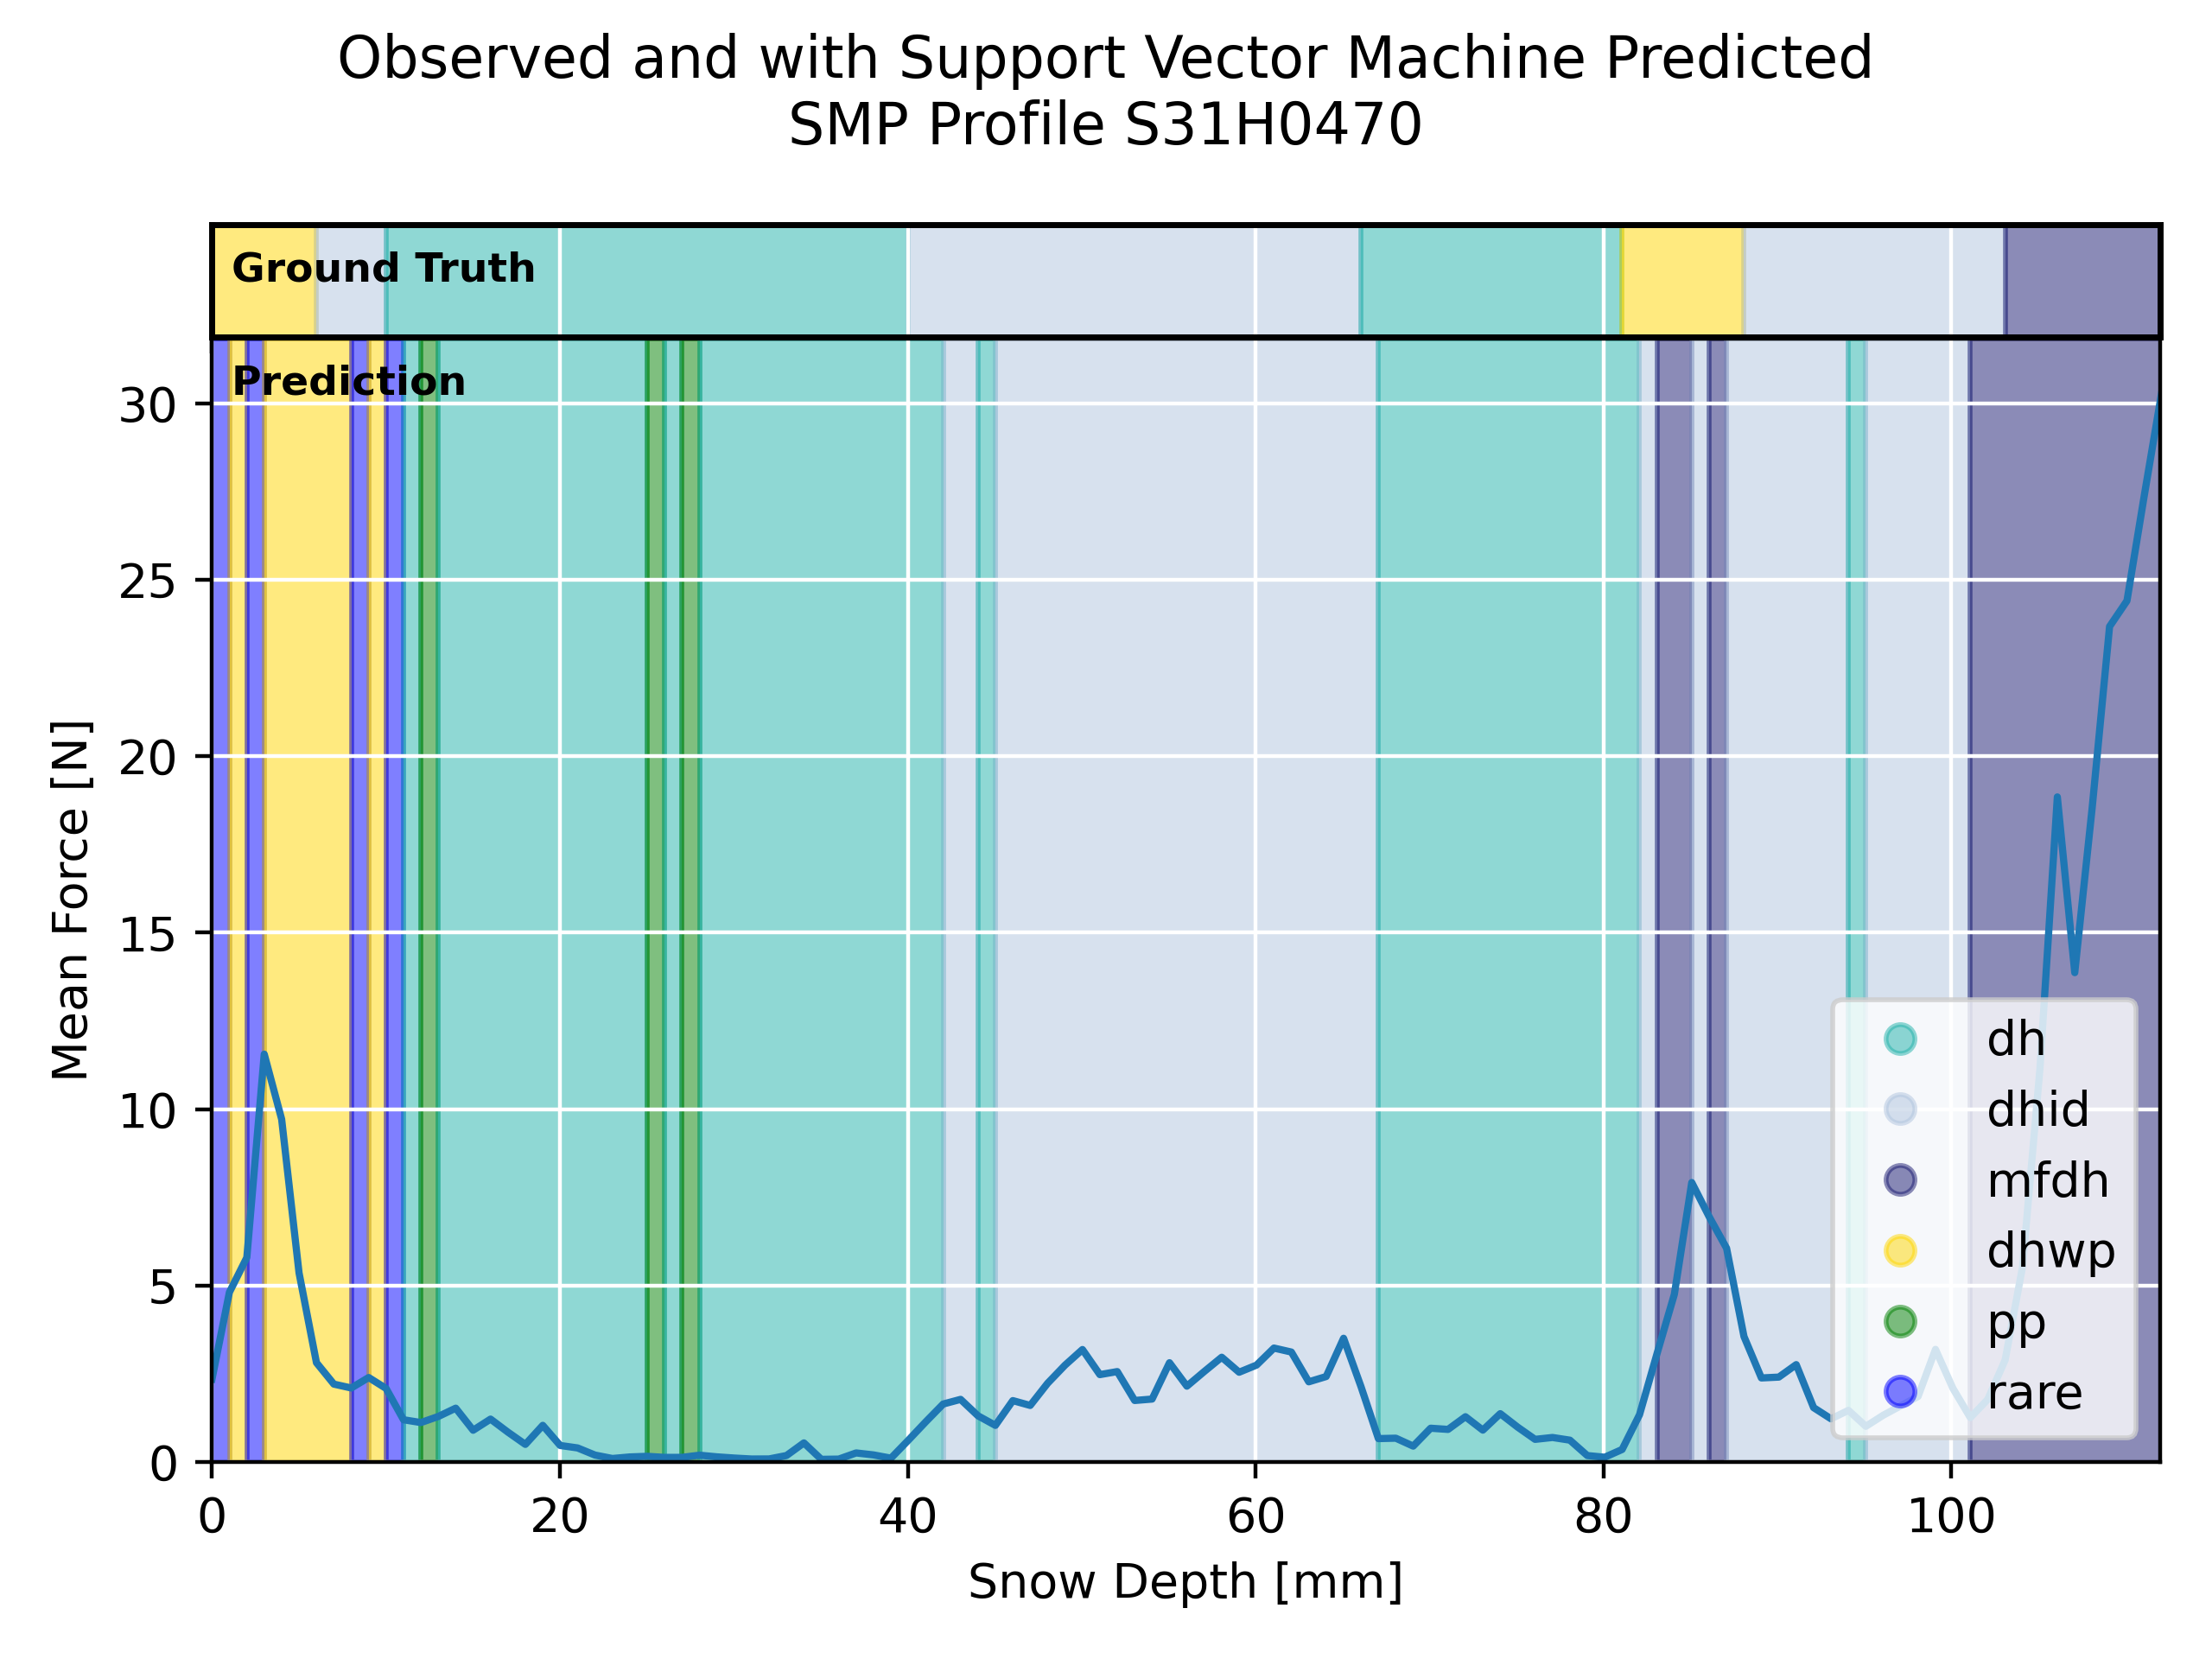 Observed and with Support Vector Machine Predicted
SMP Profile S31H0470
Ground Truth
Prediction
30
25
20
15
10
5
0
Mean Force [N]
dh
dhid
mfdh
dhwp
pp
rare
0 20 40 60 80 100
Snow Depth [mm]